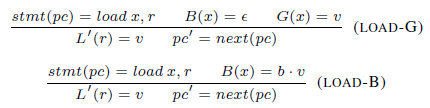 stmt(pc) = load x, r B(x) = ϵ G(x) = v
L′(r) = v pc′ = next(pc) (LOAD-G)
stmt(pc) = load x, r B(x) = b · v
L′(r) = v pc′ = next(pc) (LOAD-B)